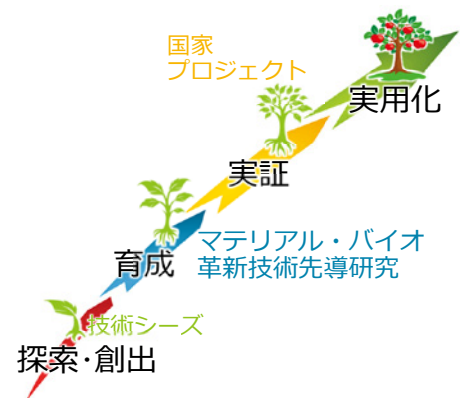 国家
プロジェクト
実用化
実証
マテリアル・バイオ
革新技術先導研究
育成
技術シーズ
探索・創出